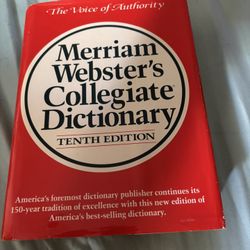 The Voice of Authority
Merriam
Webster's
Collegiate
Dictionary
TENTH EDITION
America's foremost dictionary publisher continues its
150-year tradition of excellence with this new edition of
America's best-selling dictionary.